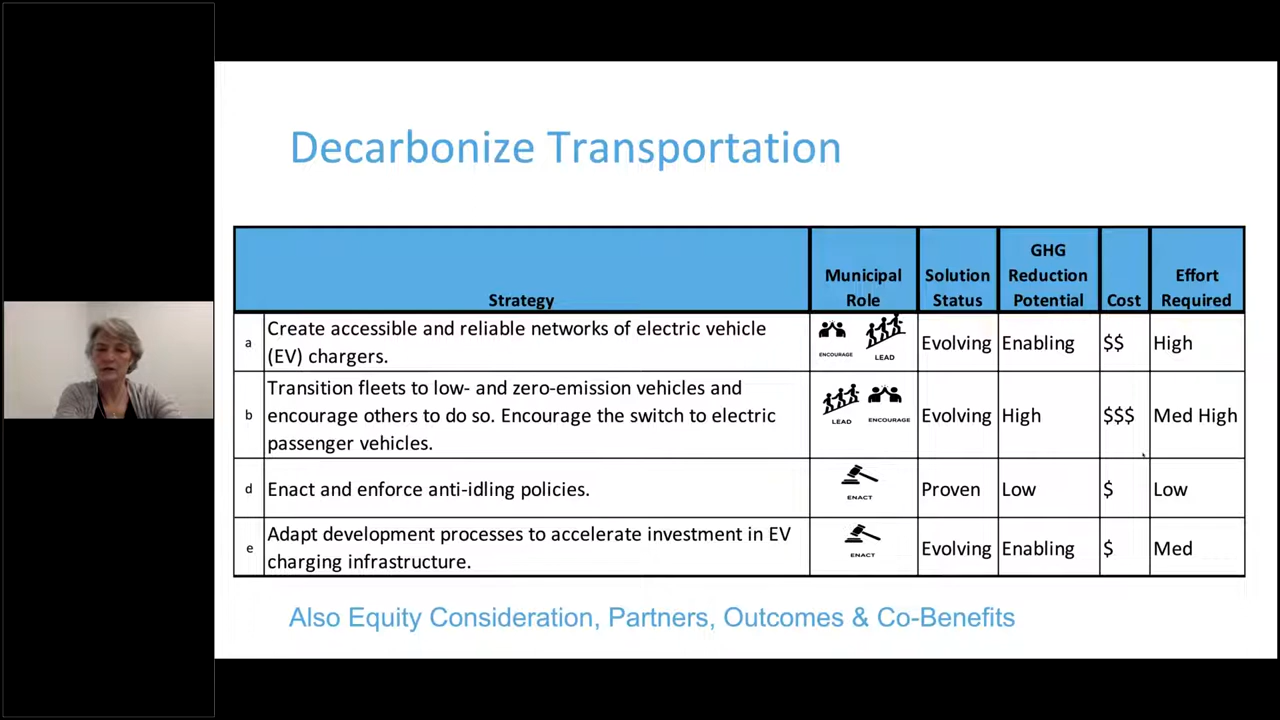 Decarbonize Transportation
Strategy
Municipal
Role
Solution
Status
GHG
Reduction
Potential
Cost
Effort
Required
a
Create accessible and reliable networks of electric vehicle
(EV) chargers.
ENCOURAGE
LEAD
Evolving
Enabling
$$
High
b
Transition fleets to low- and zero-emission vehicles and
encourage others to do so. Encourage the switch to electric
passenger vehicles.
LEAD
ENCOURAGE
Evolving
High
$$$
Med High
d
Enact and enforce anti-idling policies.
ENACT
Proven
Low
$
Low
e
Adapt development processes to accelerate investment in EV
charging infrastructure.
ENACT
Evolving
Enabling
$
Med
Also Equity Consideration, Partners, Outcomes & Co-Benefits